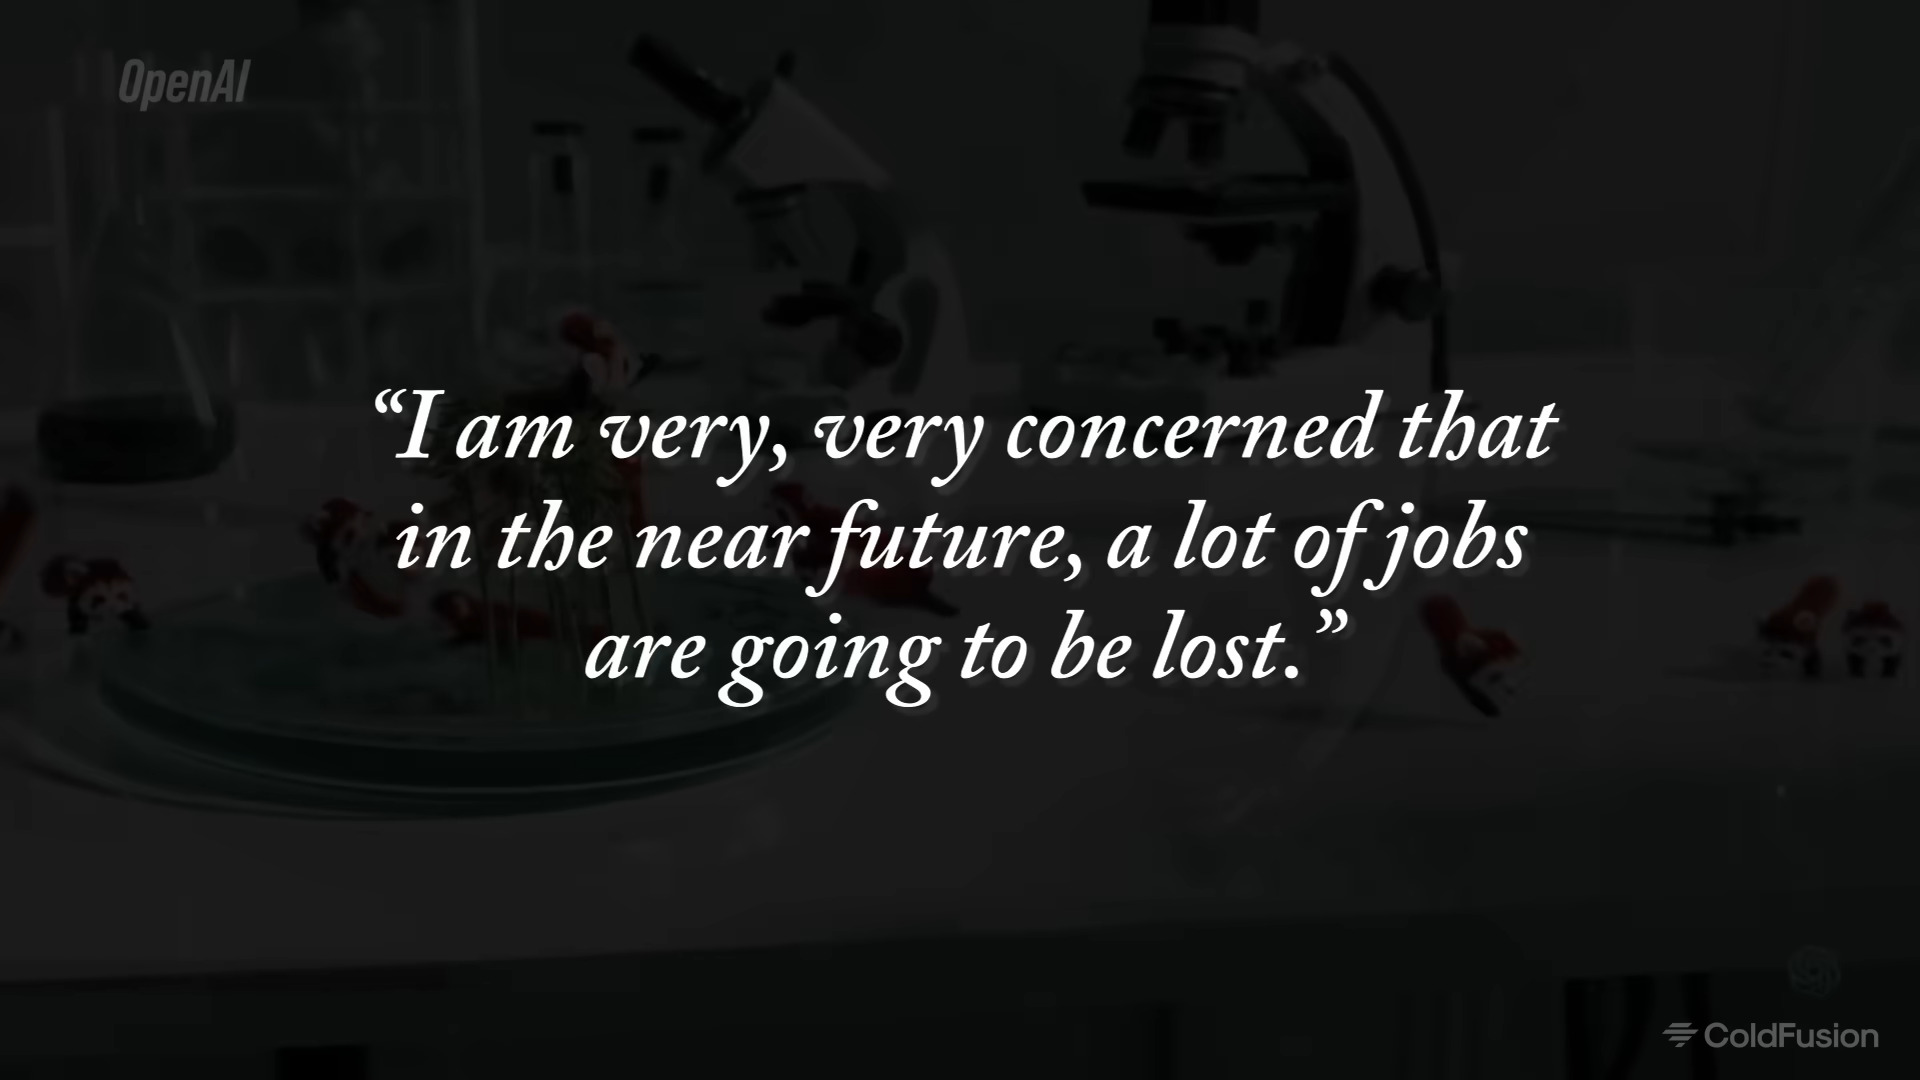 OpenAI
“I am very, very concerned that
in the near future, a lot of jobs
are going to be lost.”
ColdFusion